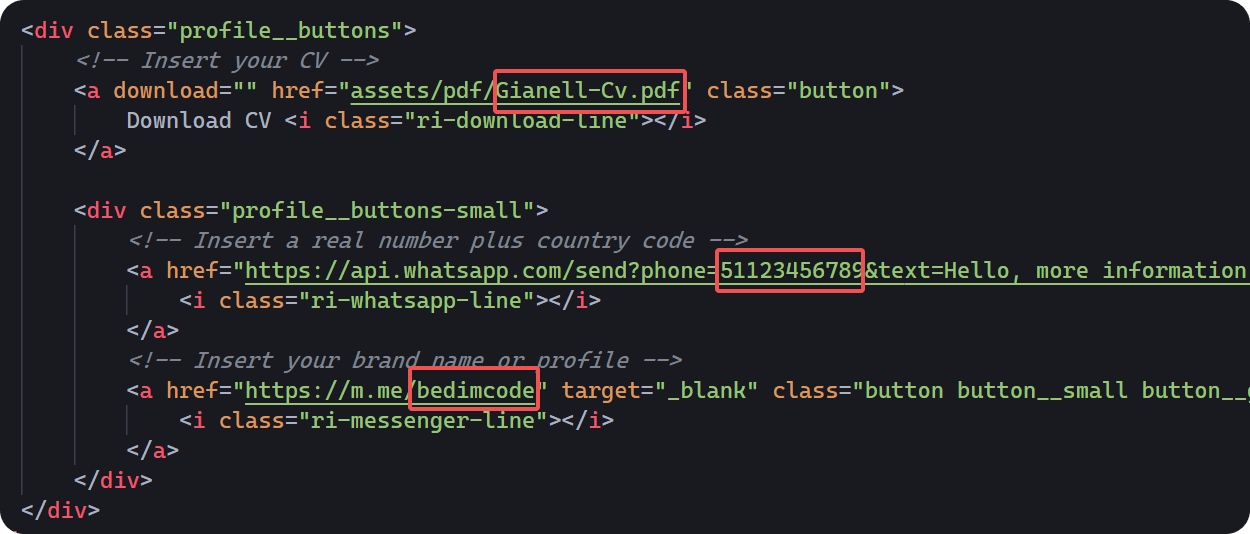 <div class="profile__buttons">
<!-- Insert your CV -->
<a download="" href="assets/pdf/Gianell-Cv.pdf" class="button">
Download CV <i class="ri-download-line"></i>
</a>
<div class="profile__buttons-small">
<!-- Insert a real number plus country code -->
<a href="https://api.whatsapp.com/send?phone=51123456789&text=Hello, more information
<i class="ri-whatsapp-line"></i>
</a>
<!-- Insert your brand name or profile -->
<a href="https://m.me/bedimcode" target="_blank" class="button button__small button__
<i class="ri-messenger-line"></i>
</a>
</div>
</div>